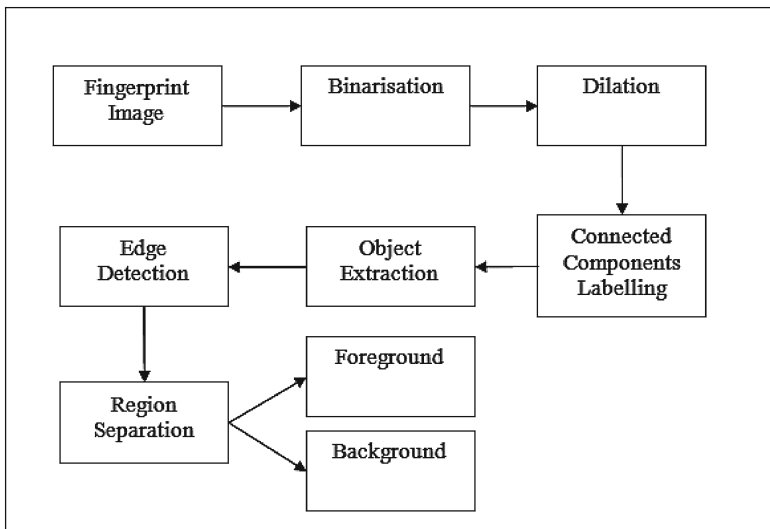 Fingerprint
Image
Binarisation
Dilation
Connected
Components
Labelling
Object
Extraction
Edge
Detection
Region
Separation
Foreground
Background